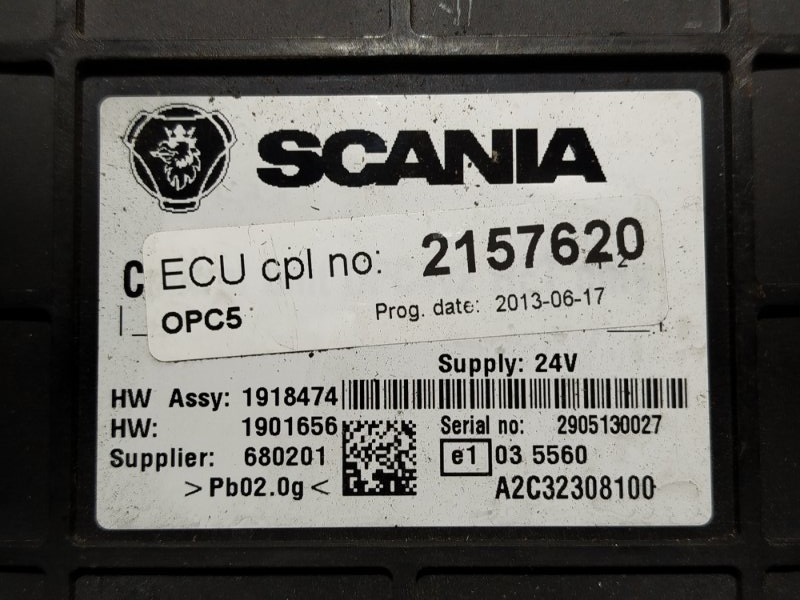 SCANIA
C
ECU cpl no: 2157620
OPC5 Prog. date: 2013-06-17
Supply: 24V
HW Assy: 1918474
HW: 1901656 Serial no: 2905130027
Supplier: 680201 e1 03 5560
>Pb02.0g< A2C32308100